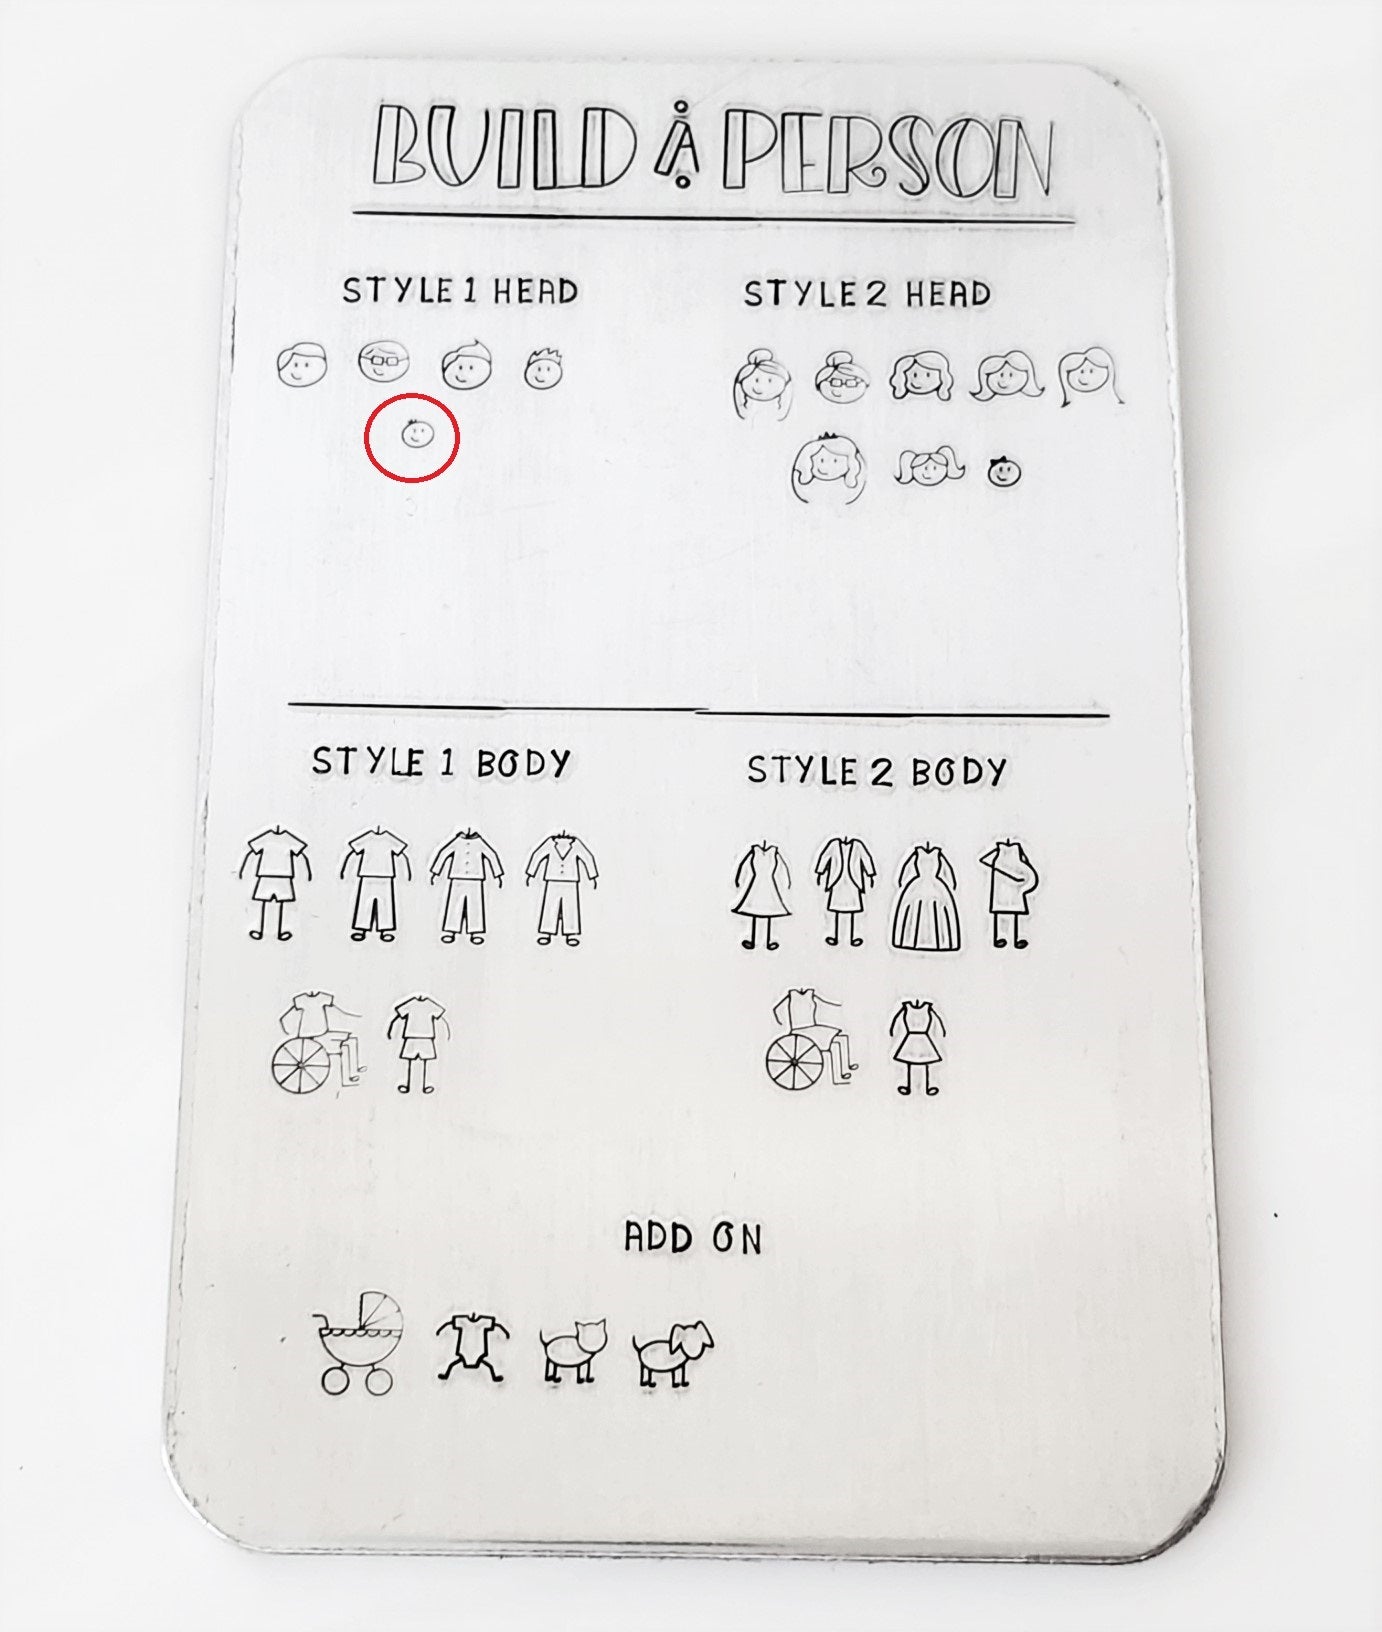 BUILD A PERSON
STYLE 1 HEAD
STYLE 2 HEAD
STYLE 1 BODY
STYLE 2 BODY
ADD ON